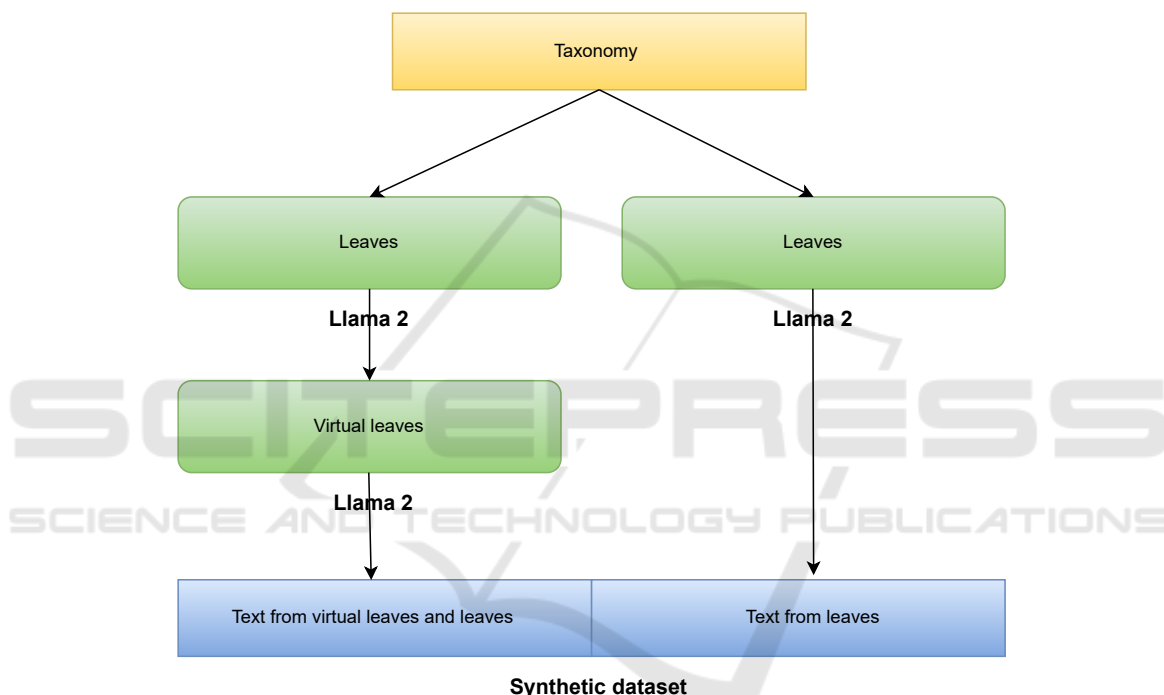 Taxonomy
Leaves
Leaves
Llama 2
Llama 2
SCITEPRESS
Virtual leaves
Llama 2
SCIENCE AND TECHNOLOGY PUBLICATIONS
Text from virtual leaves and leaves
Text from leaves
Synthetic dataset